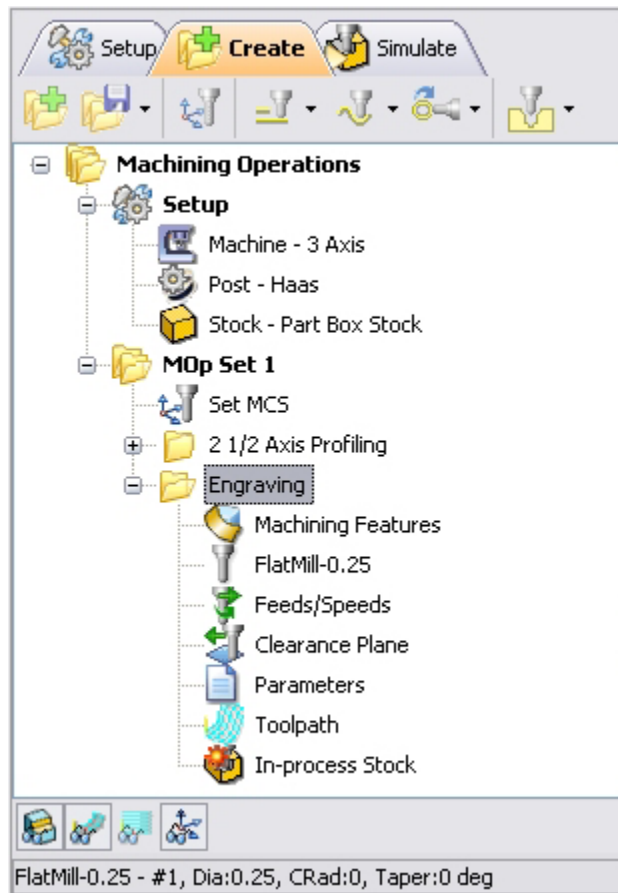 Setup Create Simulate
Machining Operations
Setup
Machine - 3 Axis
Post - Haas
Stock - Part Box Stock
MOp Set 1
Set MCS
2 1/2 Axis Profiling
Engraving
Machining Features
FlatMill-0.25
Feeds/Speeds
Clearance Plane
Parameters
Toolpath
In-process Stock
FlatMill-0.25 - #1, Dia:0.25, CRad:0, Taper:0 deg